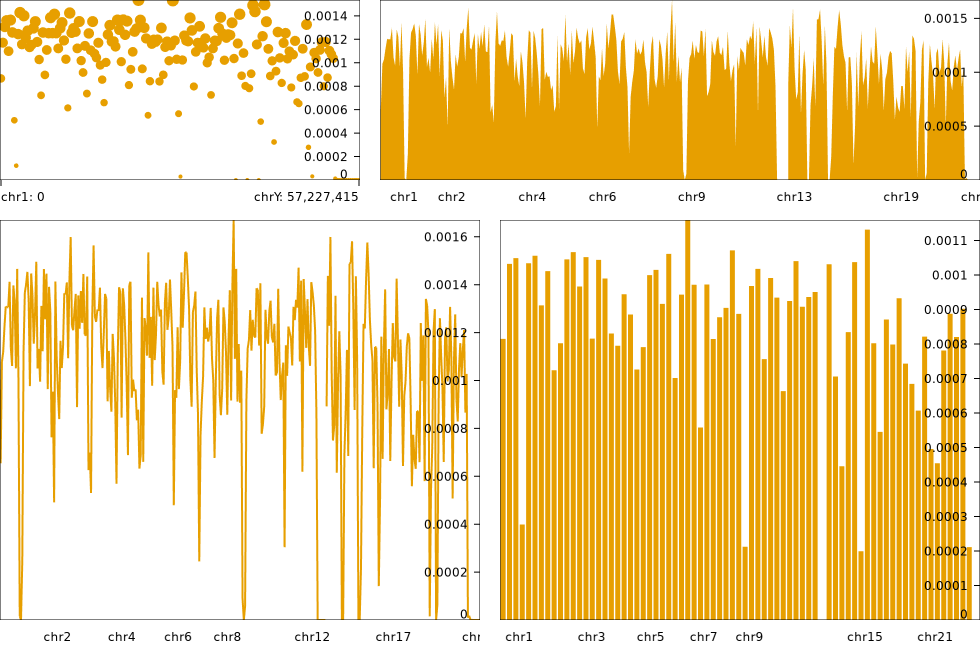 0.0014
0.0012
0.001
0.0008
0.0006
0.0004
0.0002
0
chr1: 0
chrY: 57,227,415
0.0015
0.001
0.0005
0
chr1
chr2
chr4
chr6
chr9
chr13
chr19
chr
0.0016
0.0014
0.0012
0.001
0.0008
0.0006
0.0004
0.0002
0
chr2
chr4
chr6
chr8
chr12
chr17
chr
0.0011
0.001
0.0009
0.0008
0.0007
0.0006
0.0005
0.0004
0.0003
0.0002
0.0001
0
chr1
chr3
chr5
chr7
chr9
chr15
chr21